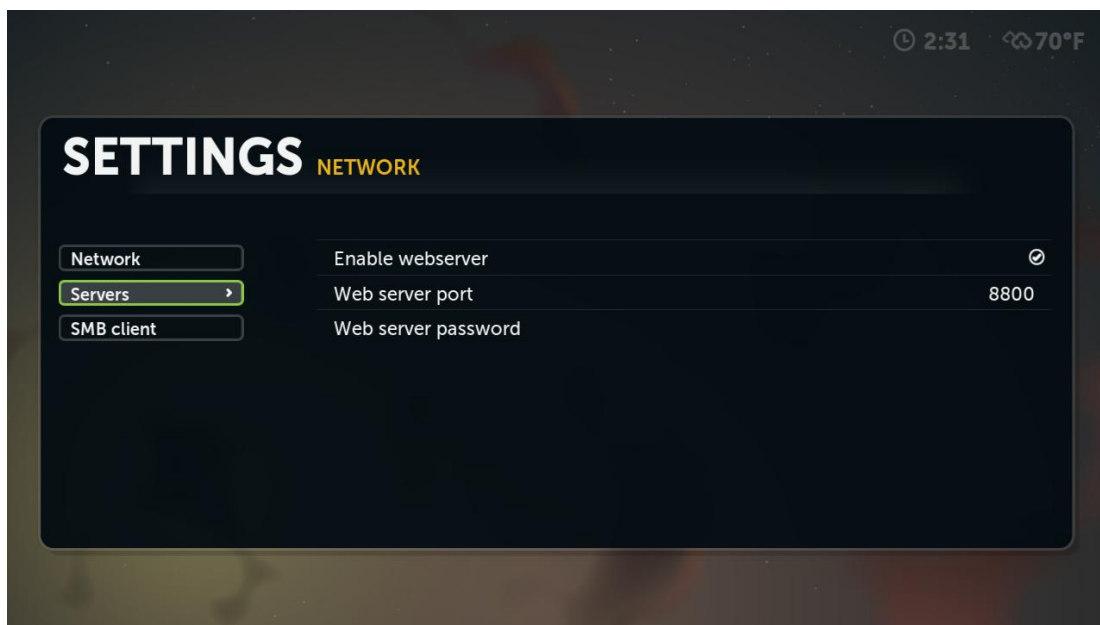 2:31 70°F
SETTINGS NETWORK
Network
Servers
SMB client
Enable webserver
Web server port 8800
Web server password